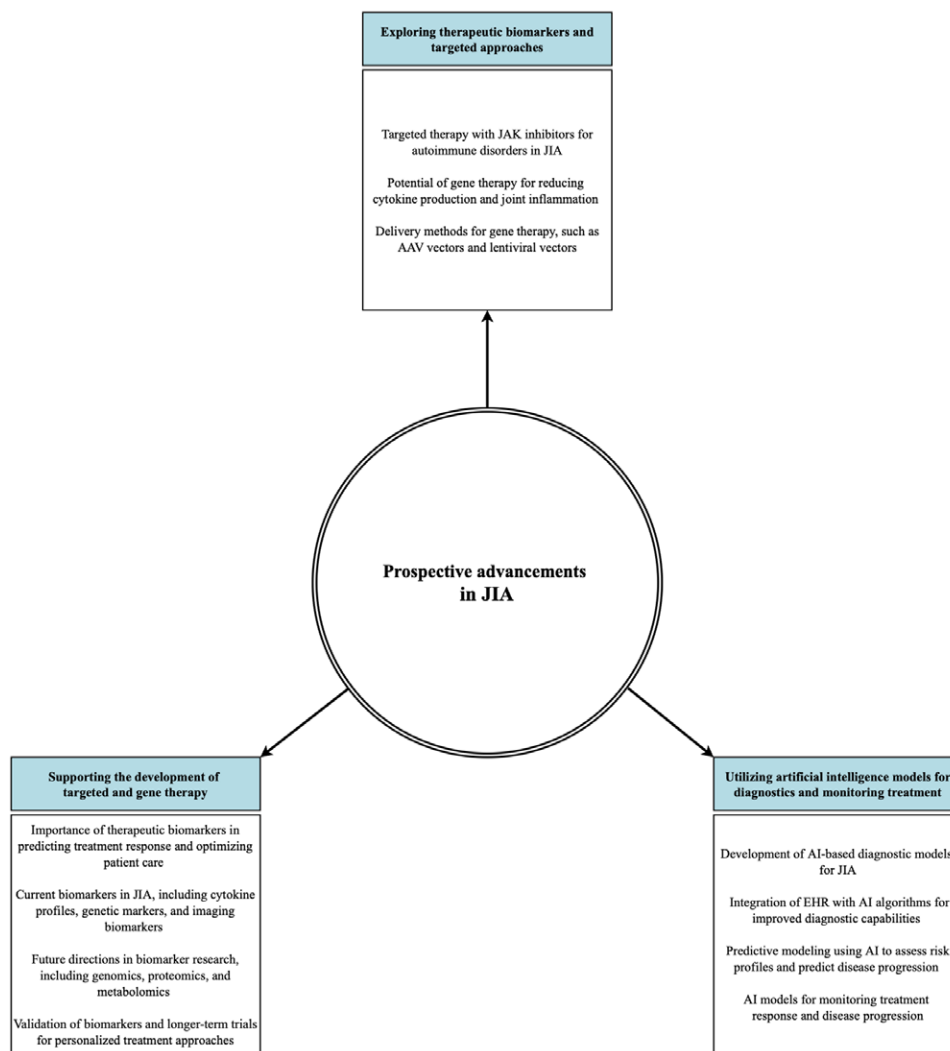 Exploring therapeutic biomarkers and
targeted approaches
Targeted therapy with JAK inhibitors for
autoimmune disorders in JIA
Potential of gene therapy for reducing
cytokine production and joint inflammation
Delivery methods for gene therapy, such as
AAV vectors and lentiviral vectors
Prospective advancements
in JIA
Supporting the development of
targeted and gene therapy
Importance of therapeutic biomarkers in
predicting treatment response and optimizing
patient care
Current biomarkers in JIA, including cytokine
profiles, genetic markers, and imaging
biomarkers
Future directions in biomarker research,
including genomics, proteomics, and
metabolomics
Validation of biomarkers and longer-term trials
for personalized treatment approaches
Utilizing artificial intelligence models for
diagnostics and monitoring treatment
Development of AI-based diagnostic models
for JIA
Integration of EHR with AI algorithms for
improved diagnostic capabilities
Predictive modeling using AI to assess risk
profiles and predict disease progression
AI models for monitoring treatment
response and disease progression